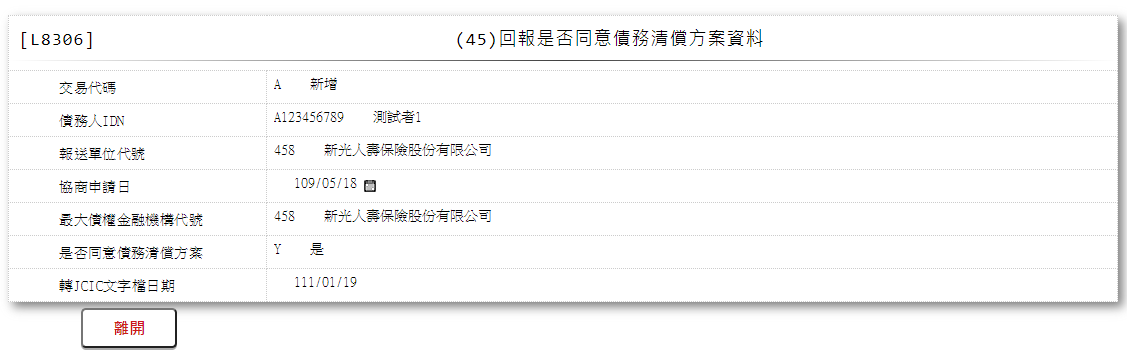 [L8306] (45)回報是否同意債務清償方案資料
交易代碼 A 新增
債務人IDN A123456789 測試者1
報送單位代號 458 新光人壽保險股份有限公司
協商申請日 109/05/18
最大債權金融機構代號 458 新光人壽保險股份有限公司
是否同意債務清償方案 Y 是
轉JCIC文字檔日期 111/01/19
離開